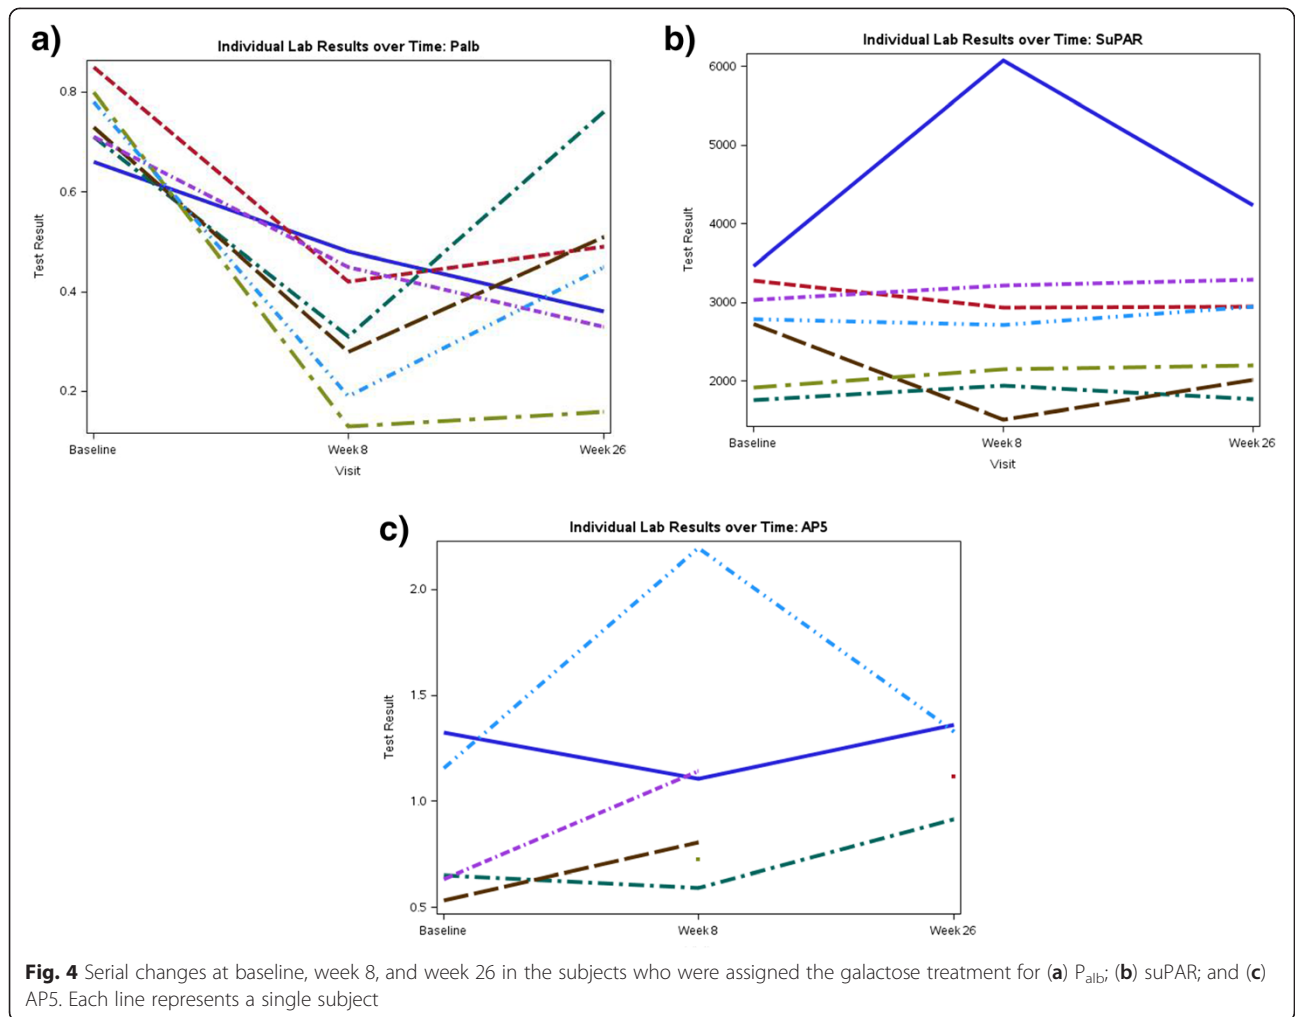 a)
Individual Lab Results over Time: Palb
0.8
0.6
0.4
0.2
Test Result
Baseline
Week 8
Week 26
Visit
b)
Individual Lab Results over Time: SuPAR
6000
5000
4000
3000
2000
Test Result
Baseline
Week 8
Week 26
Visit
c)
Individual Lab Results over Time: AP5
2.0
1.5
1.0
0.5
Test Result
Baseline
Week 8
Week 26
Fig. 4 Serial changes at baseline, week 8, and week 26 in the subjects who were assigned the galactose treatment for (a) Palb; (b) suPAR; and (c)
AP5. Each line represents a single subject